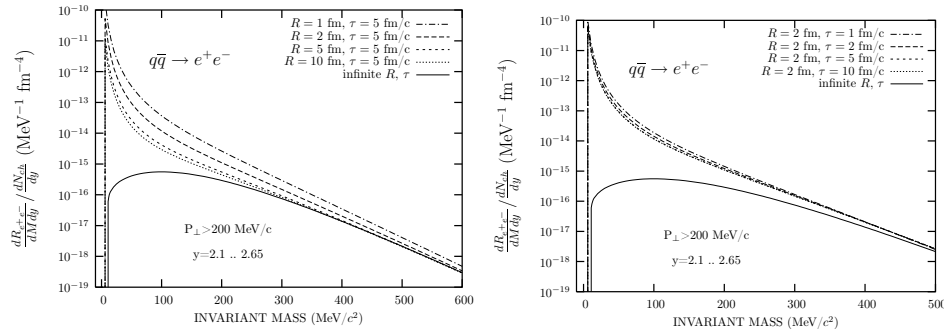 10⁻¹⁰
10⁻¹¹
10⁻¹²
10⁻¹³
10⁻¹⁴
10⁻¹⁵
10⁻¹⁶
10⁻¹⁷
10⁻¹⁸
10⁻¹⁹
dR_{e⁺e⁻}/dMdy / dN_{ch}/dy (MeV⁻¹ fm⁻⁴)
R = 1 fm, τ = 5 fm/c
R = 2 fm, τ = 5 fm/c
R = 5 fm, τ = 5 fm/c
R = 10 fm, τ = 5 fm/c
infinite R, τ
qq̅ → e⁺e⁻
P⊥>200 MeV/c
y=2.1 .. 2.65
0 100 200 300 400 500 600
INVARIANT MASS (MeV/c²)
10⁻¹⁰
10⁻¹¹
10⁻¹²
10⁻¹³
10⁻¹⁴
10⁻¹⁵
10⁻¹⁶
10⁻¹⁷
10⁻¹⁸
10⁻¹⁹
dR_{e⁺e⁻}/dMdy / dN_{ch}/dy (MeV⁻¹ fm⁻⁴)
R = 2 fm, τ = 1 fm/c
R = 2 fm, τ = 2 fm/c
R = 2 fm, τ = 5 fm/c
R = 2 fm, τ = 10 fm/c
infinite R, τ
qq̅ → e⁺e⁻
P⊥>200 MeV/c
y=2.1 .. 2.65
0 100 200 300 400 500
INVARIANT MASS (MeV/c²)